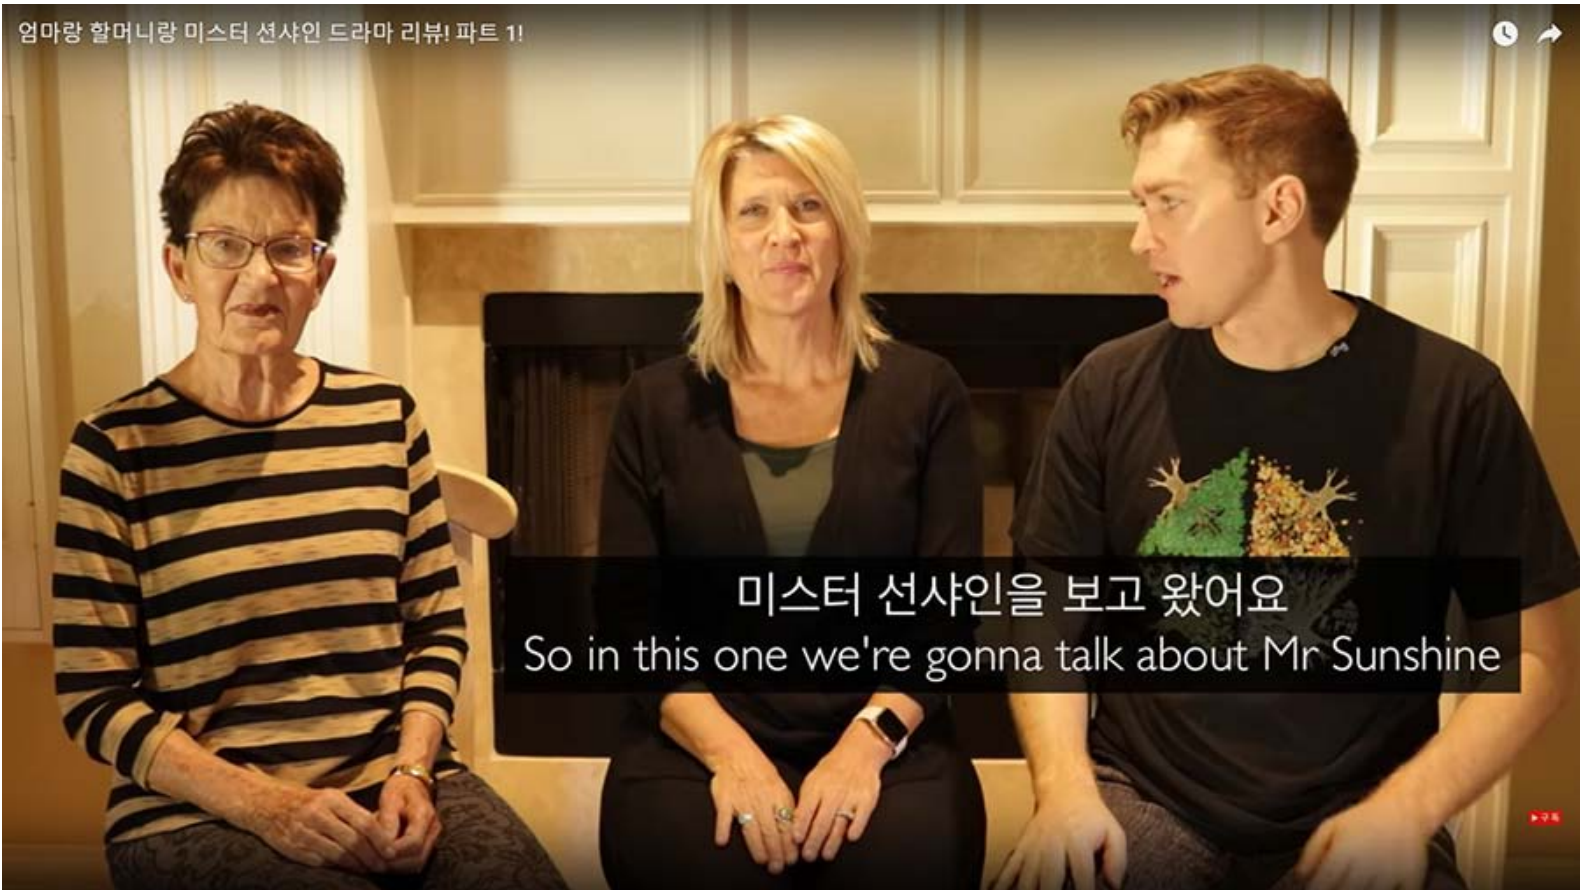 엄마랑 할머니랑 미스터 션샤인 드라마 리뷰! 파트 1!
미스터 선샤인을 보고 왔어요
So in this one we're gonna talk about Mr Sunshine
구독